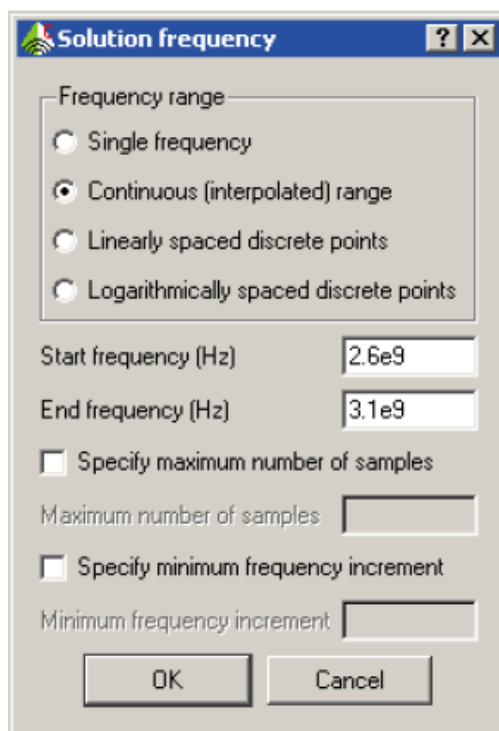 Solution frequency
Frequency range
Single frequency
Continuous (interpolated) range
Linearly spaced discrete points
Logarithmically spaced discrete points
Start frequency (Hz) 2.6e9
End frequency (Hz) 3.1e9
Specify maximum number of samples
Maximum number of samples
Specify minimum frequency increment
Minimum frequency increment
OK Cancel